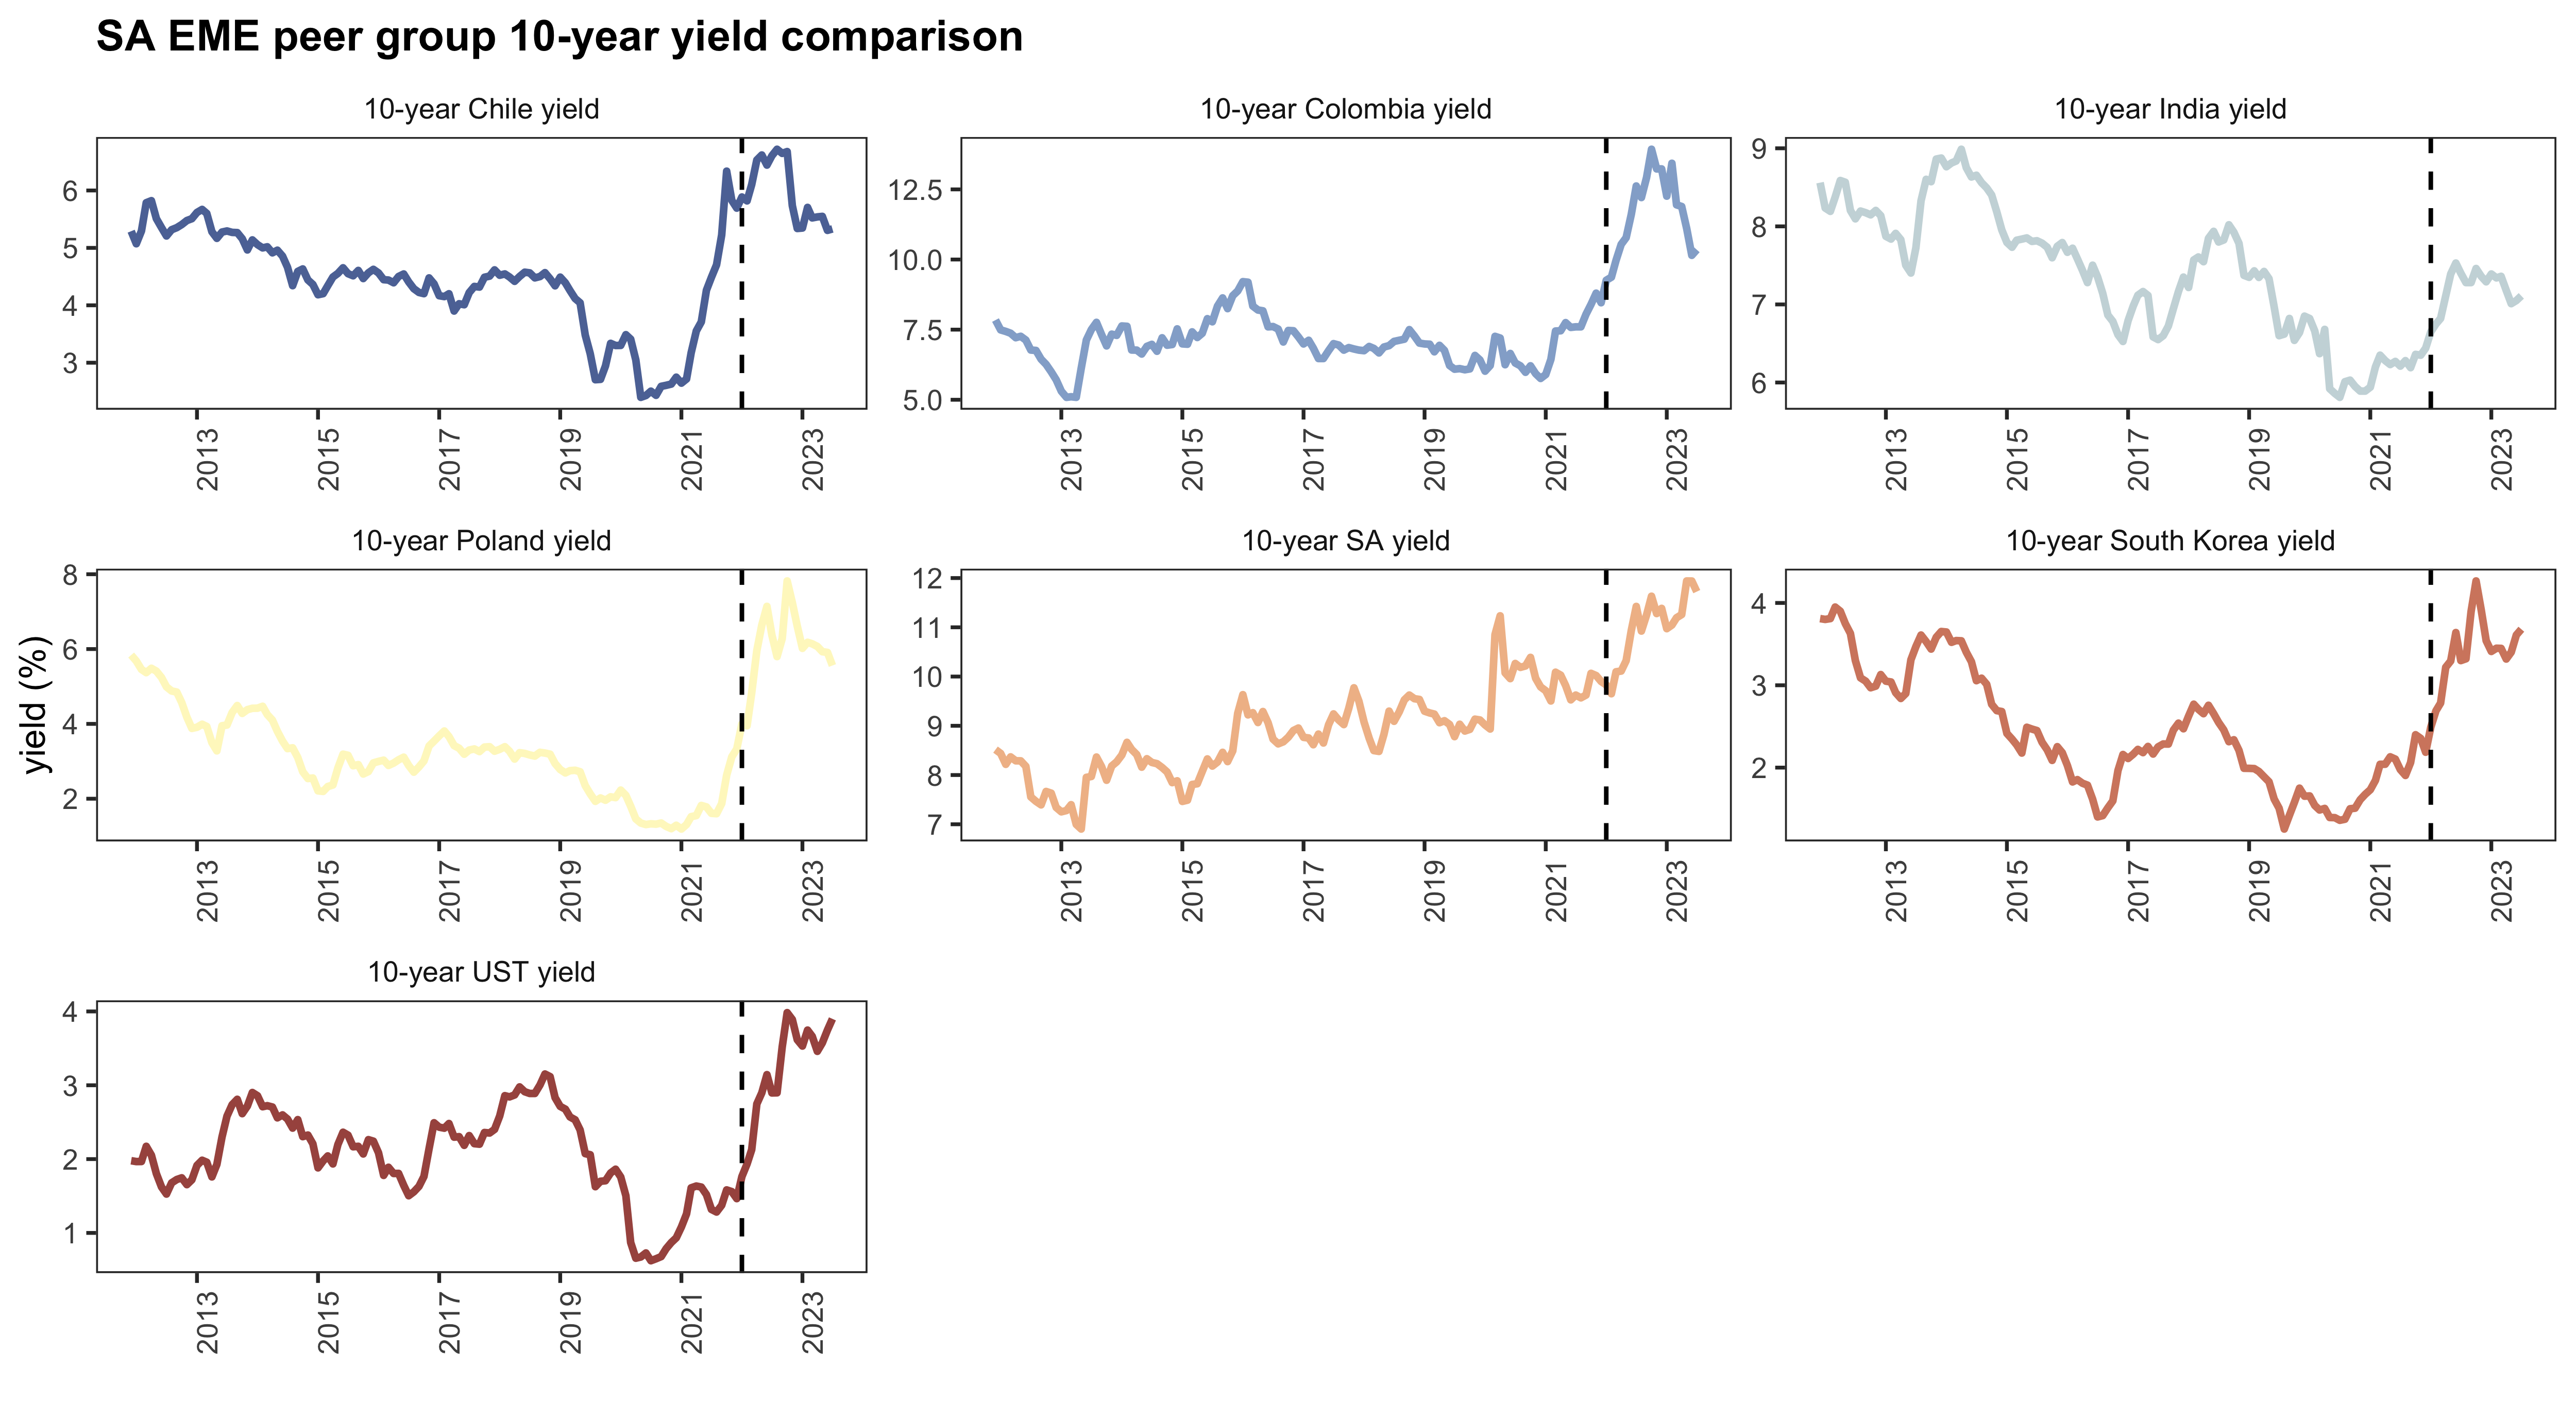 SA EME peer group 10-year yield comparison
10-year Chile yield
6
5
4
3
2013 2015 2017 2019 2021 2023
10-year Colombia yield
12.5
10.0
7.5
5.0
2013 2015 2017 2019 2021 2023
10-year India yield
9
8
7
6
2013 2015 2017 2019 2021 2023
yield (%)
10-year Poland yield
8
6
4
2
2013 2015 2017 2019 2021 2023
10-year SA yield
12
11
10
9
8
7
2013 2015 2017 2019 2021 2023
10-year South Korea yield
4
3
2
2013 2015 2017 2019 2021 2023
10-year UST yield
4
3
2
1
2013 2015 2017 2019 2021 2023